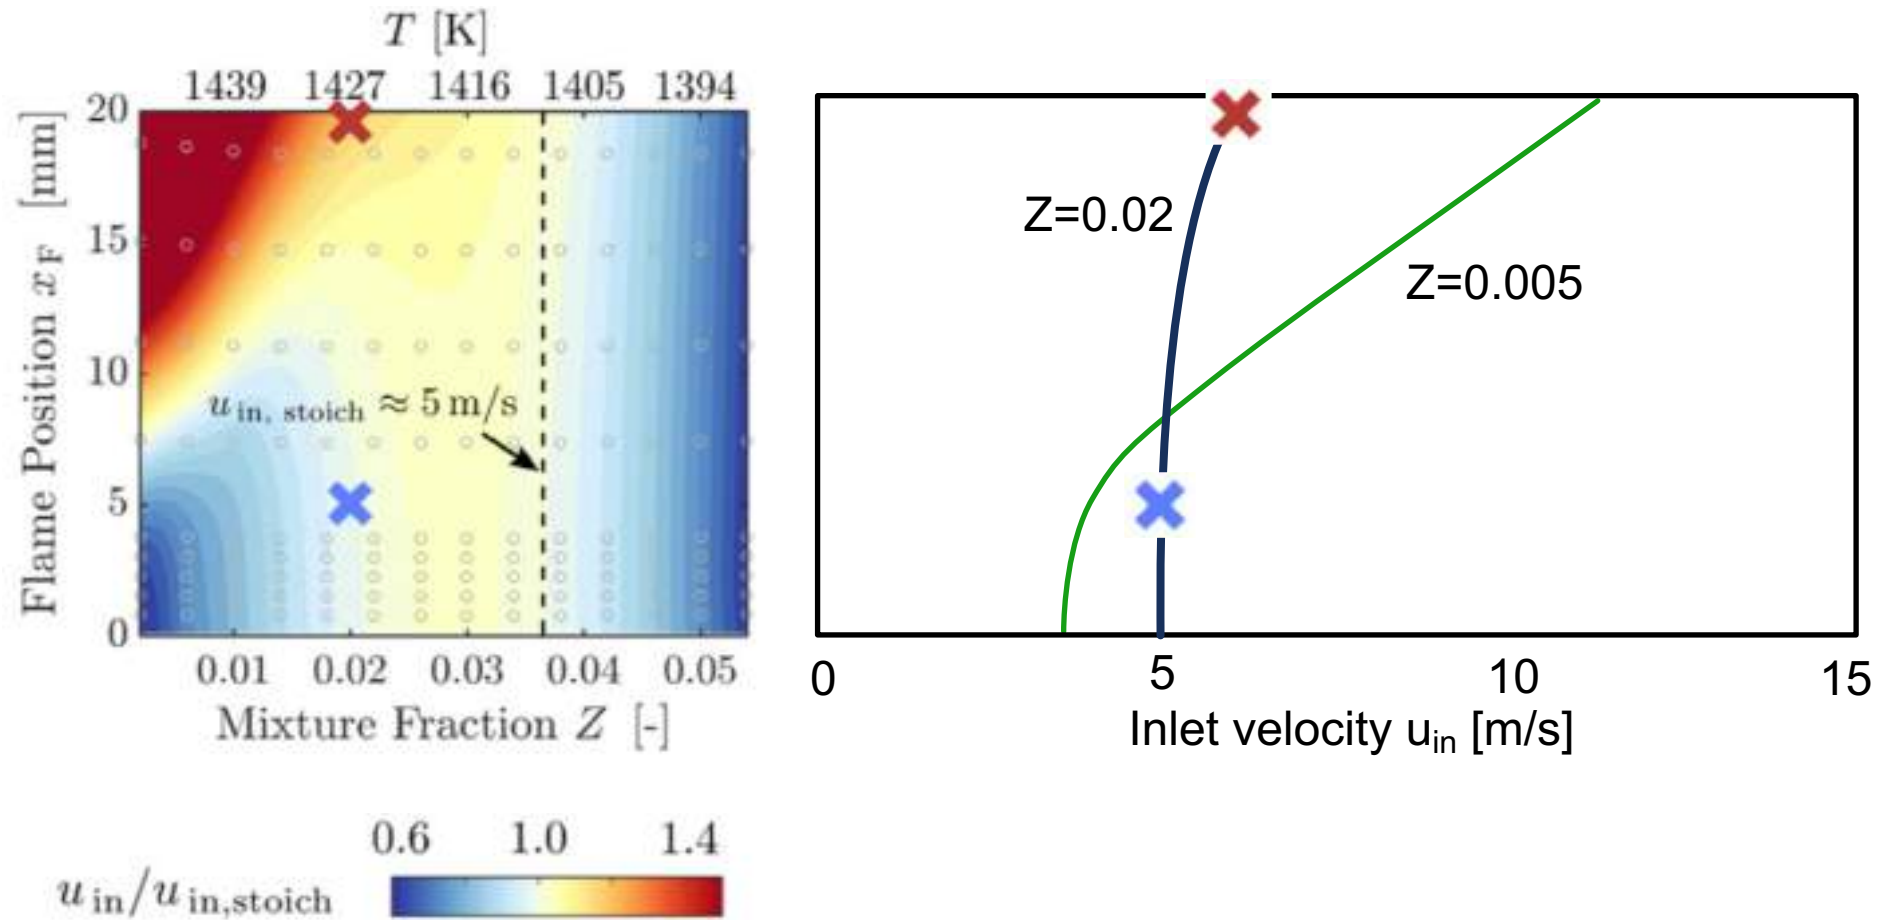 T [K]
1439 1427 1416 1405 1394
20
15
10
5
0
Flame Position x_F [mm]
u_in, stoich ≈ 5 m/s
0.01 0.02 0.03 0.04 0.05
Mixture Fraction Z [-]
0.6 1.0 1.4
u_in/u_in,stoich
Z=0.02
Z=0.005
0 5 10 15
Inlet velocity u_in [m/s]